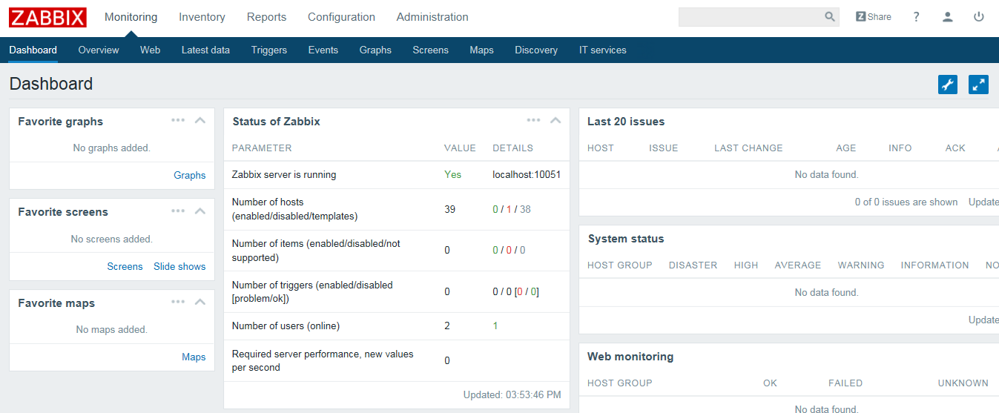 ZABBIX Monitoring Inventory Reports Configuration Administration Z Share ?
Dashboard Overview Web Latest data Triggers Events Graphs Screens Maps Discovery IT services
Dashboard
Favorite graphs
No graphs added.
Graphs
Favorite screens
No screens added.
Screens Slide shows
Favorite maps
No maps added.
Maps
Status of Zabbix
PARAMETER VALUE DETAILS
Zabbix server is running Yes localhost:10051
Number of hosts
(enabled/disabled/templates) 39 0 / 1 / 38
Number of items (enabled/disabled/not
supported) 0 0 / 0 / 0
Number of triggers (enabled/disabled
[problem/ok]) 0 0 / 0 [0 / 0]
Number of users (online) 2 1
Required server performance, new values
per second 0
Updated: 03:53:46 PM
Last 20 issues
HOST ISSUE LAST CHANGE AGE INFO ACK
No data found.
0 of 0 issues are shown Update
System status
HOST GROUP DISASTER HIGH AVERAGE WARNING INFORMATION NO
No data found.
Update
Web monitoring
HOST GROUP OK FAILED UNKNOWN
No data found.